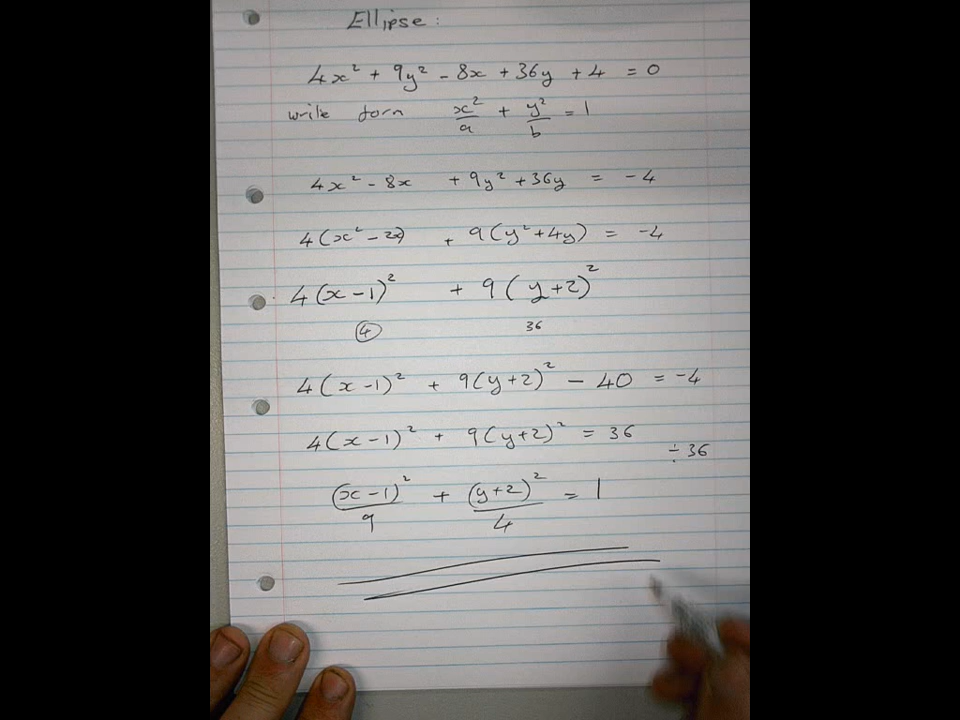 Ellipse:
4x² + 9y² - 8x + 36y + 4 = 0
write form x²/a + y²/b = 1
4x² - 8x + 9y² + 36y = -4
4(x² - 2x) + 9(y² + 4y) = -4
4(x - 1)² + 9(y + 2)²
4 36
4(x - 1)² + 9(y + 2)² - 40 = -4
4(x - 1)² + 9(y + 2)² = 36
÷ 36
(x - 1)²/9 + (y + 2)²/4 = 1